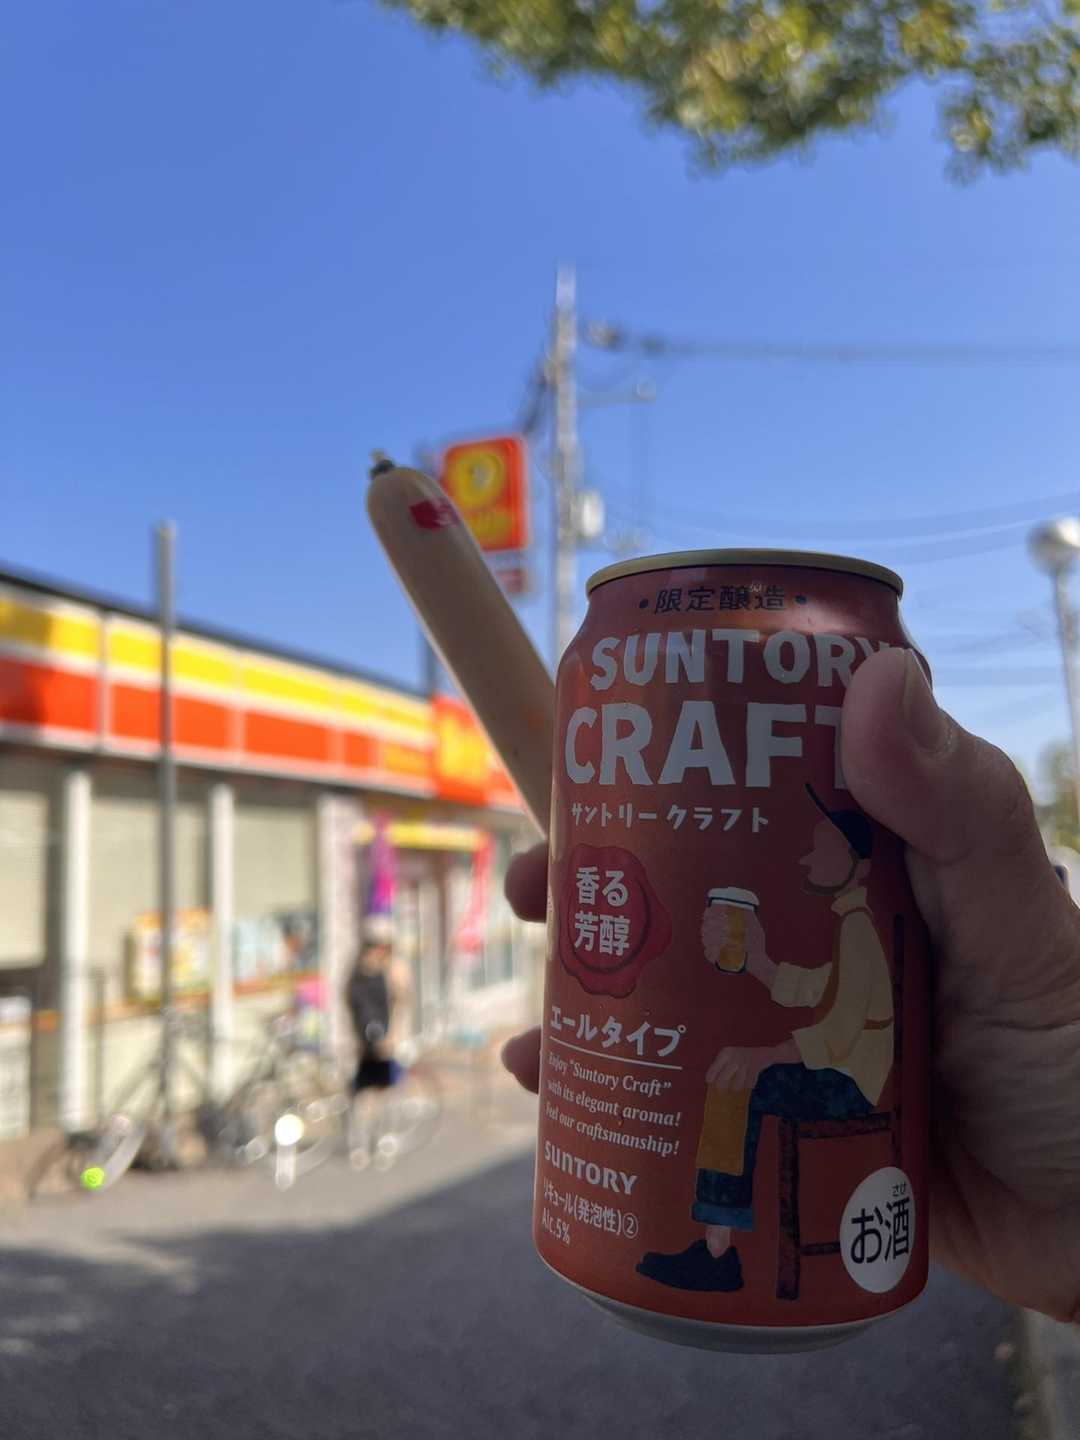 ・限定醸造・
SUNTORY
CRAFT
サントリークラフト
香る
芳醇
エールタイプ
Enjoy "Suntory Craft"
with its elegant aroma!
Feel our craftsmanship!
SUNTORY
リキュール(発泡性)②
Alc.5%
さけ
お酒